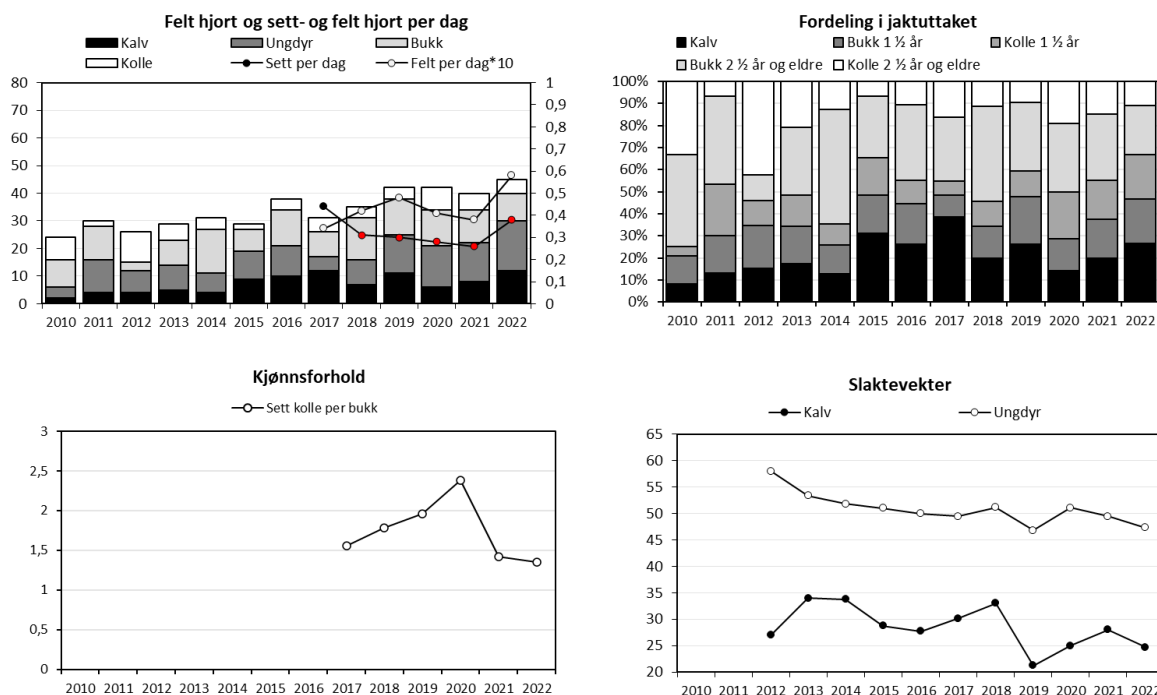 Felt hjort og sett- og felt hjort per dag
Kalv Ungdyr Bukk
Kolle Sett per dag Felt per dag*10
80 1
70 0,9
60 0,8
50 0,7
40 0,6
30 0,5
20 0,4
10 0,3
0 0,2
0,1
0
2010 2011 2012 2013 2014 2015 2016 2017 2018 2019 2020 2021 2022
Fordeling i jaktuttaket
Kalv Bukk 1 ½ år Kolle 1 ½ år
Bukk 2 ½ år og eldre Kolle 2 ½ år og eldre
100%
90%
80%
70%
60%
50%
40%
30%
20%
10%
0%
2010 2011 2012 2013 2014 2015 2016 2017 2018 2019 2020 2021 2022
Kjønnsforhold
Sett kolle per bukk
3
2,5
2
1,5
1
0,5
0
2010 2011 2012 2013 2014 2015 2016 2017 2018 2019 2020 2021 2022
Slaktevekter
Kalv Ungdyr
65
60
55
50
45
40
35
30
25
20
2010 2011 2012 2013 2014 2015 2016 2017 2018 2019 2020 2021 2022